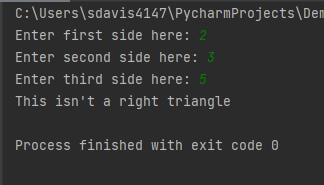 C:\Users\sdavis4147\PycharmProjects\Dem
Enter first side here: 2
Enter second side here: 3
Enter third side here: 5
This isn't a right triangle
Process finished with exit code 0